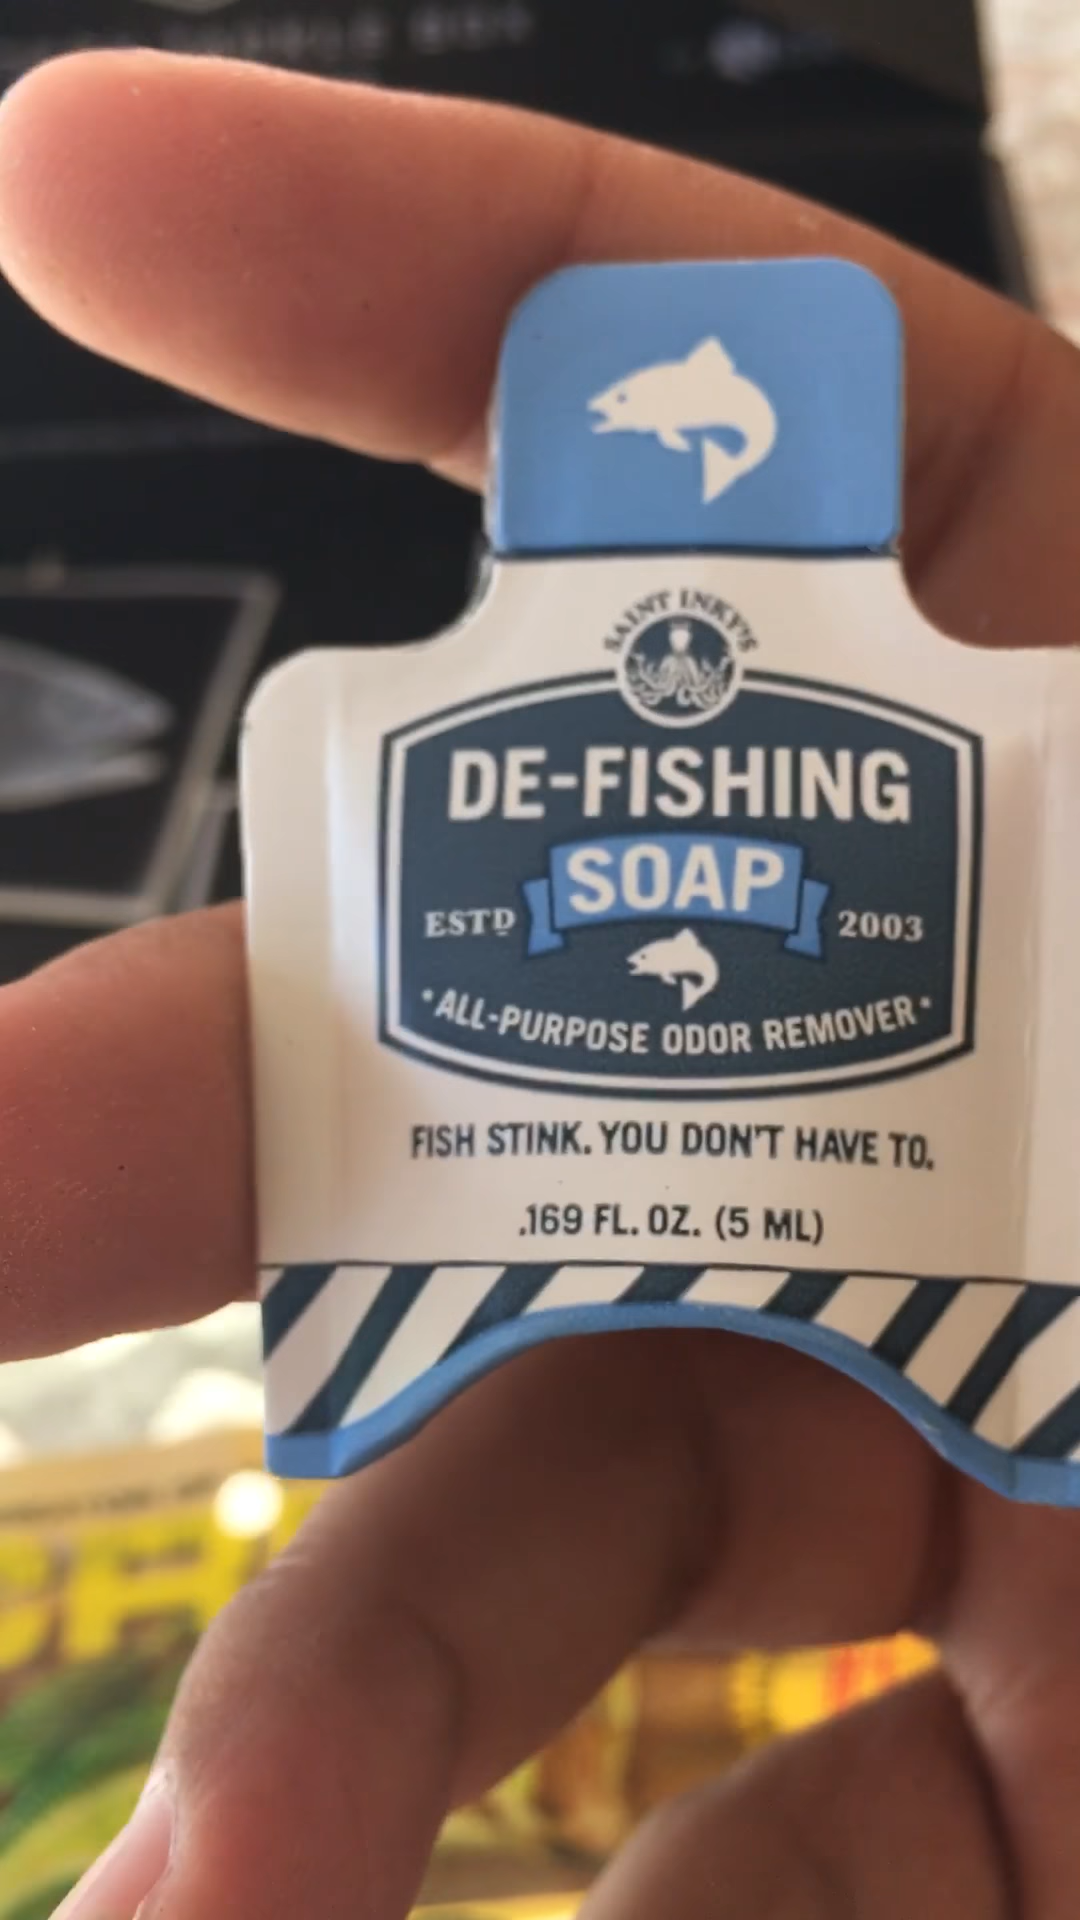 SAINT INKY'S
DE-FISHING
SOAP
ESTD 2003
• ALL-PURPOSE ODOR REMOVER •
FISH STINK. YOU DON'T HAVE TO.
.169 FL. OZ. (5 ML)